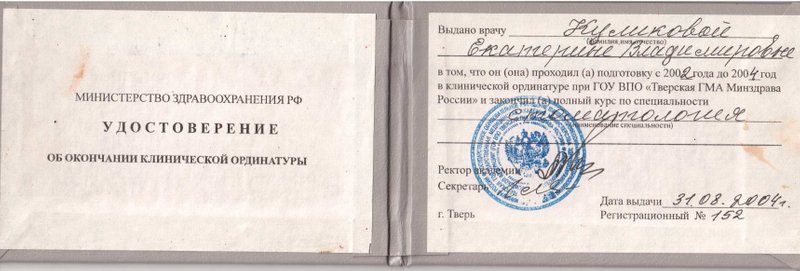 МИНИСТЕРСТВО ЗДРАВООХРАНЕНИЯ РФ
УДОСТОВЕРЕНИЕ
ОБ ОКОНЧАНИИ КЛИНИЧЕСКОЙ ОРДИНАТУРЫ
Выдано врачу Куликовой
(фамилия, имя, отчество)
Екатерине Владимировне
в том, что он (она) проходил (а) подготовку с 2002 года до 2004 год
в клинической ординатуре при ГОУ ВПО «Тверская ГМА Минздрава
России» и закончил (а) полный курс по специальности
Стоматология
(наименование специальности)
Ректор академии
Секретарь
Дата выдачи 31.08.2004г.
г. Тверь Регистрационный № 152